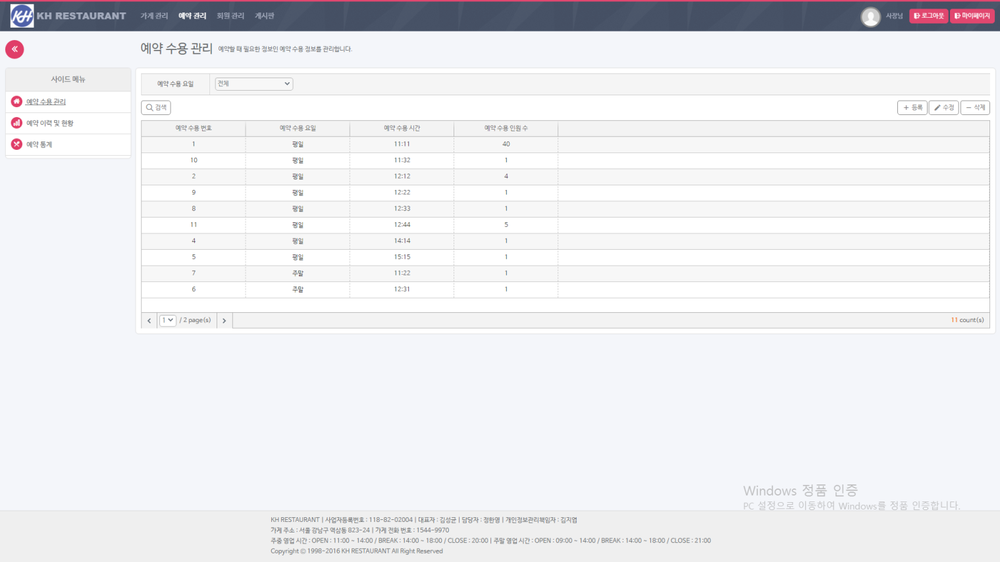 KH KH RESTAURANT 가게 관리 예약 관리 회원 관리 게시판 사장님 로그아웃 마이페이지
예약 수용 관리 예약할 때 필요한 정보인 예약 수용 정보를 관리합니다.
사이드 메뉴
예약 수용 관리
예약 이력 및 현황
예약 통계
예약 수용 요일 전체
검색 + 등록 수정 − 삭제
예약 수용 번호 예약 수용 요일 예약 수용 시간 예약 수용 인원 수
1 평일 11:11 40
10 평일 11:32 1
2 평일 12:12 4
9 평일 12:22 1
8 평일 12:33 1
11 평일 12:44 5
4 평일 14:14 1
5 평일 15:15 1
7 주말 11:22 1
6 주말 12:31 1
1 / 2 page(s) 11 count(s)
Windows 정품 인증
PC 설정으로 이동하여 Windows를 정품 인증합니다.
KH RESTAURANT | 사업자등록번호 : 118-82-02004 | 대표자 : 김성균 | 담당자 : 정한영 | 개인정보관리책임자 : 김지엽
가게 주소 : 서울 강남구 역삼동 823-24 | 가게 전화 번호 : 1544-9970
주중 영업 시간 : OPEN : 11:00 ~ 14:00 / BREAK : 14:00 ~ 18:00 / CLOSE : 20:00 | 주말 영업 시간 : OPEN : 09:00 ~ 14:00 / BREAK : 14:00 ~ 18:00 / CLOSE : 21:00
Copyright ⓒ 1998-2016 KH RESTAURANT All Right Reserved